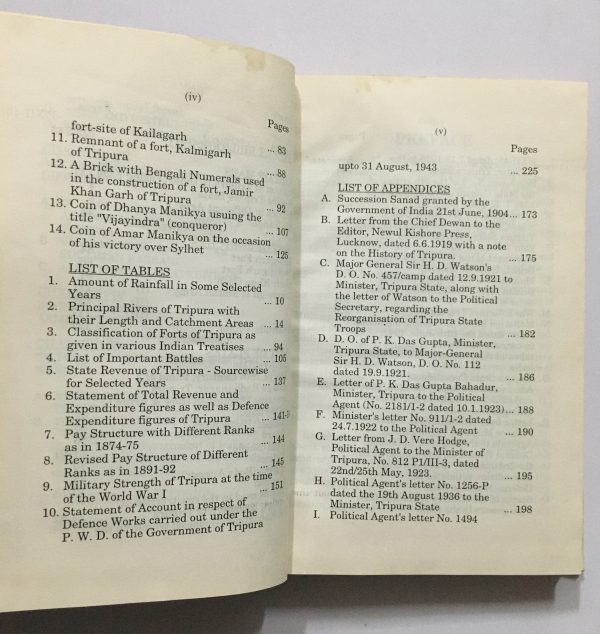 (iv)
Pages
fort-site of Kailagarh ... 83
11. Remnant of a fort, Kalmigarh
of Tripura ... 88
12. A Brick with Bengali Numerals used
in the construction of a fort, Jamir
Khan Garh of Tripura ... 92
13. Coin of Dhanya Manikya usuing the
title "Vijayindra" (conqueror) ... 107
14. Coin of Amar Manikya on the occasion
of his victory over Sylhet ... 125
LIST OF TABLES
1. Amount of Rainfall in Some Selected
Years ... 10
2. Principal Rivers of Tripura with
their Length and Catchment Areas ... 14
3. Classification of Forts of Tripura as
given in various Indian Treatises ... 94
4. List of Important Battles ... 105
5. State Revenue of Tripura - Sourcewise
for Selected Years ... 137
6. Statement of Total Revenue and
Expenditure figures as well as Defence
Expenditure figures of Tripura ... 141-
7. Pay Structure with Different Ranks
as in 1874-75 ... 144
8. Revised Pay Structure of Different
Ranks as in 1891-92 ... 145
9. Military Strength of Tripura at the time
of the World War I ... 151
10. Statement of Account in respect of
Defence Works carried out under the
P. W. D. of the Government of Tripura
(v)
Pages
upto 31 August, 1943 ... 225
LIST OF APPENDICES
A. Succession Sanad granted by the
Government of India 21st June, 1904... 173
B. Letter from the Chief Dewan to the
Editor, Newul Kishore Press,
Lucknow, dated 6.6.1919 with a note
on the History of Tripura. ... 175
C. Major General Sir H. D. Watson's
D. O. No. 457/camp dated 12.9.1921 to
Minister, Tripura State, along with
the letter of Watson to the Political
Secretary, regarding the
Reorganisation of Tripura State
Troops ... 182
D. D. O. of P. K. Das Gupta, Minister,
Tripura State, to Major-General
Sir H. D. Watson, D. O. No. 112
dated 19.9.1921. ... 186
E. Letter of P. K. Das Gupta Bahadur,
Minister, Tripura to the Political
Agent (No. 2181/1-2 dated 10.1.1923)... 188
F. Minister's letter No. 911/1-2 dated
24.7.1922 to the Political Agent ... 190
G. Letter from J. D. Vere Hodge,
Political Agent to the Minister of
Tripura, No. 812 P1/III-3, dated
22nd/25th May, 1923. ... 195
H. Political Agent's letter No. 1256-P
dated the 19th August 1936 to the
Minister, Tripura State ... 198
I. Political Agent's letter No. 1494